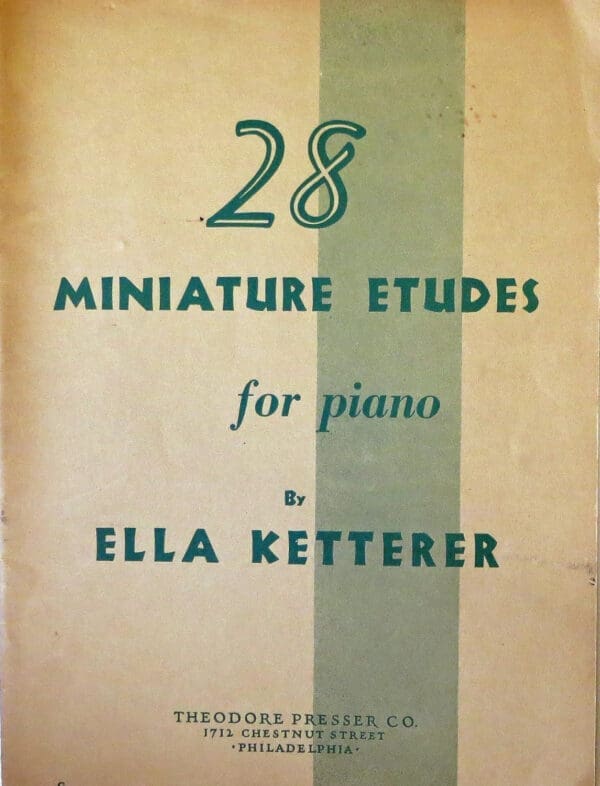 28
MINIATURE ETUDES
for piano
By
ELLA KETTERER
THEODORE PRESSER CO.
1712 CHESTNUT STREET
·PHILADELPHIA·